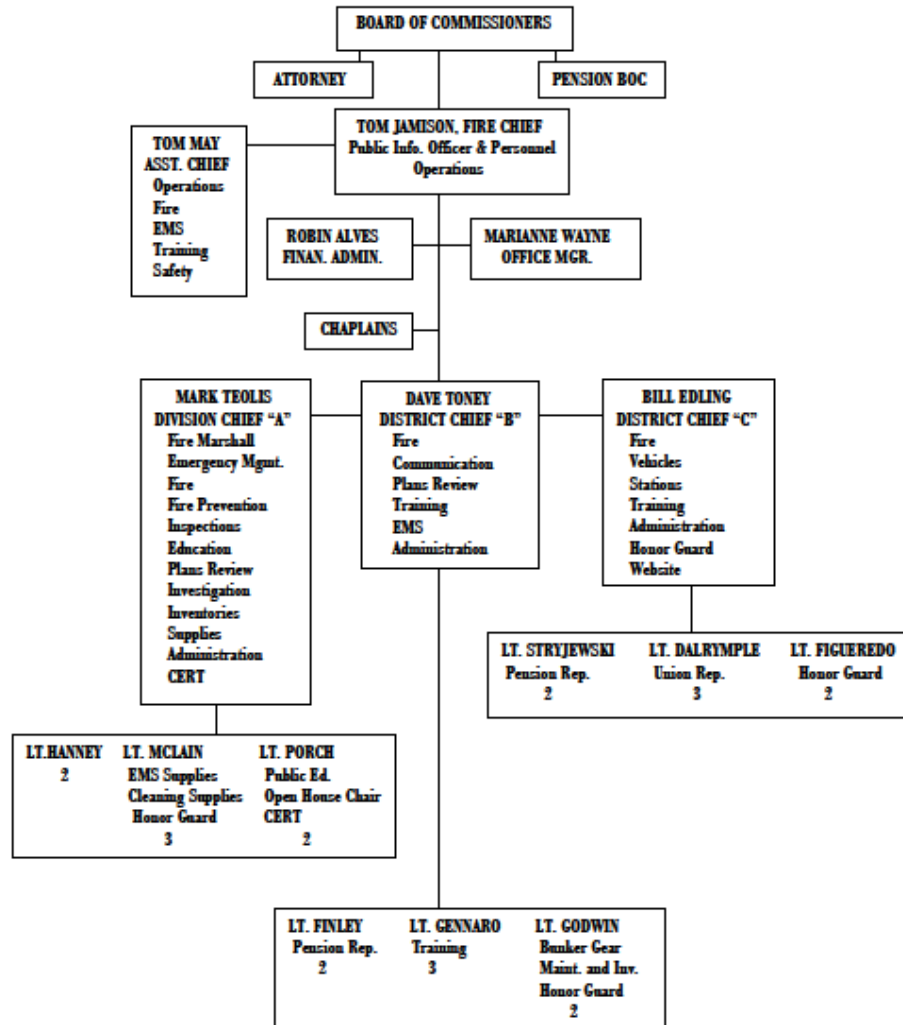 BOARD OF COMMISSIONERS
ATTORNEY
PENSION BOC
TOM JAMISON, FIRE CHIEF
Public Info. Officer & Personnel
Operations
TOM MAY
ASST. CHIEF
Operations
Fire
EMS
Training
Safety
ROBIN ALVES
FINAN. ADMIN.
MARIANNE WAYNE
OFFICE MGR.
CHAPLAINS
MARK TEOLIS
DIVISION CHIEF “A”
Fire Marshall
Emergency Mgmt.
Fire
Fire Prevention
Inspections
Education
Plans Review
Investigation
Inventories
Supplies
Administration
CERT
DAVE TONEY
DISTRICT CHIEF “B”
Fire
Communication
Plans Review
Training
EMS
Administration
BILL EDLING
DISTRICT CHIEF “C”
Fire
Vehicles
Stations
Training
Administration
Honor Guard
Website
LT. STRYJEWSKI
Pension Rep.
2
LT. DALRYMPLE
Union Rep.
3
LT. FIGUEREDO
Honor Guard
2
LT.HANNEY
2
LT. MCLAIN
EMS Supplies
Cleaning Supplies
Honor Guard
3
LT. PORCH
Public Ed.
Open House Chair
CERT
2
LT. FINLEY
Pension Rep.
2
LT. GENNARO
Training
3
LT. GODWIN
Bunker Gear
Maint. and Inv.
Honor Guard
2